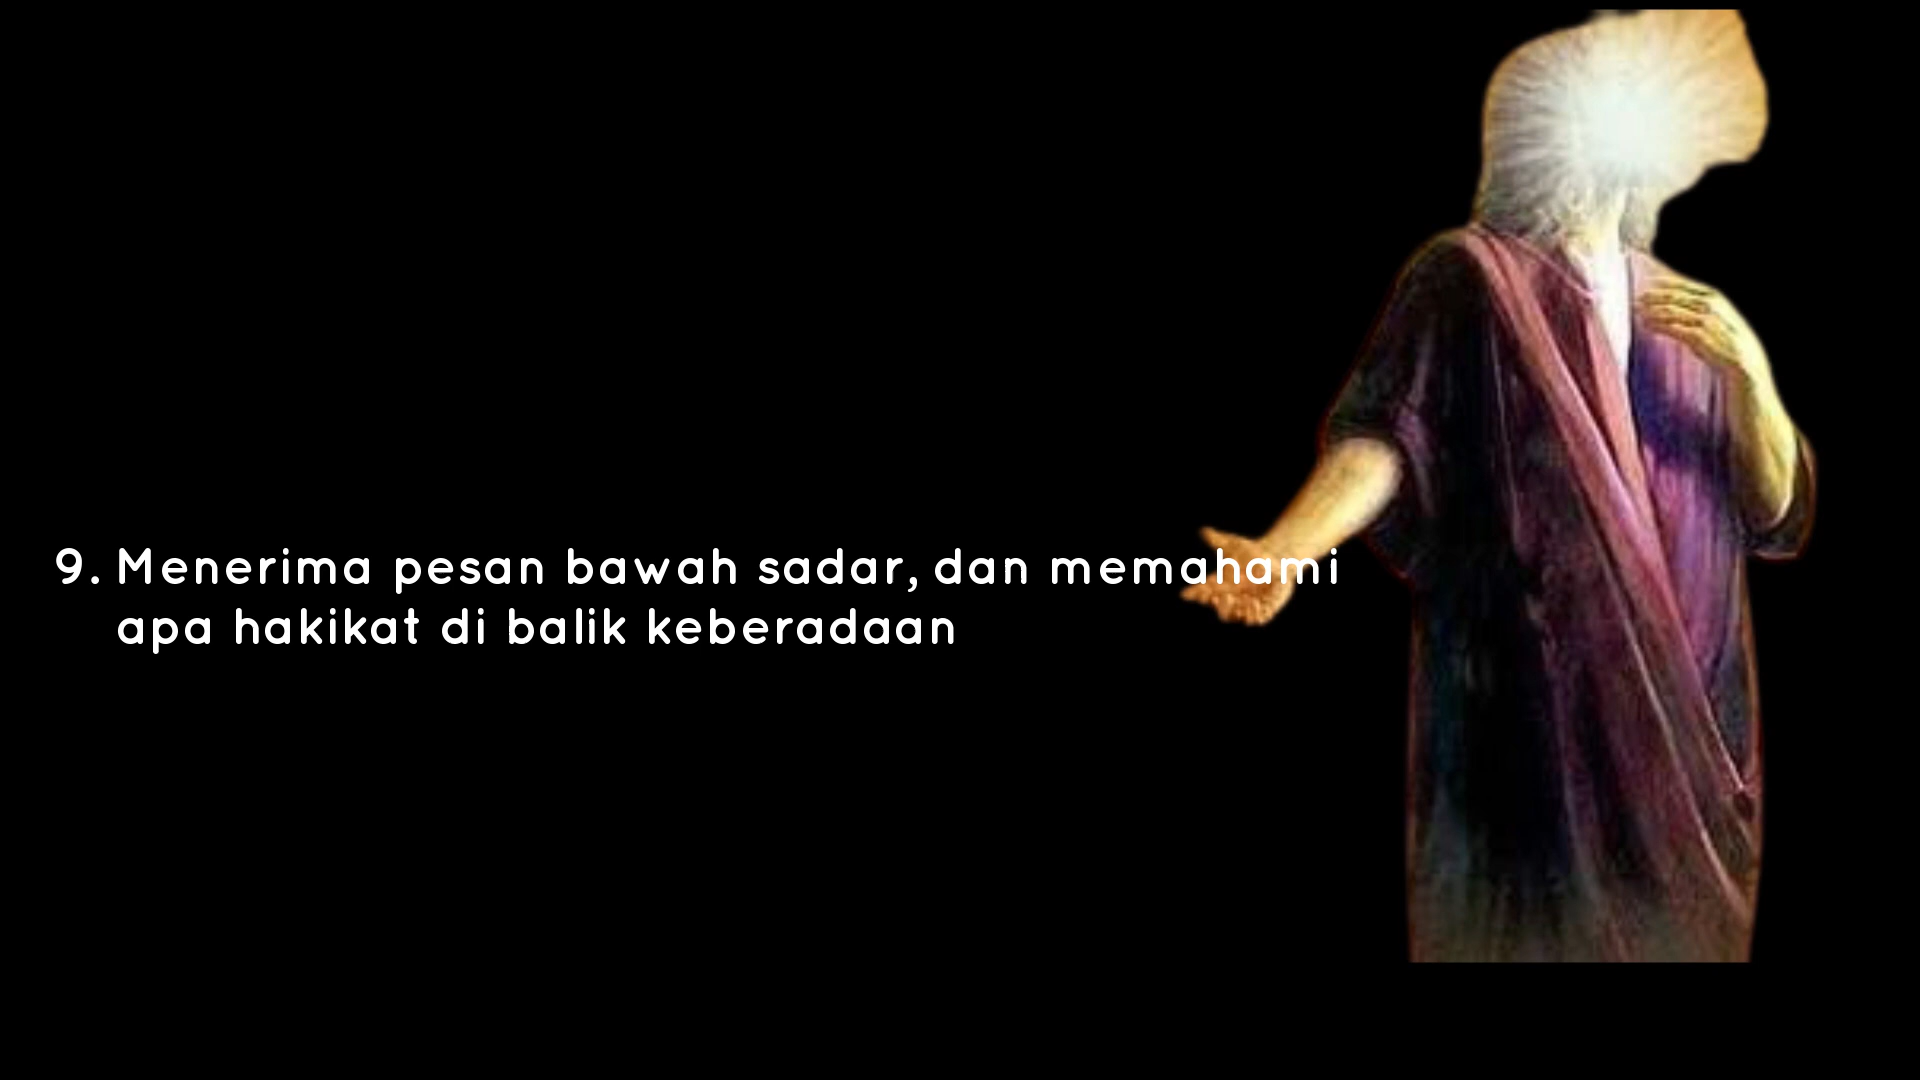 9. Menerima pesan bawah sadar, dan memahami
apa hakikat di balik keberadaan